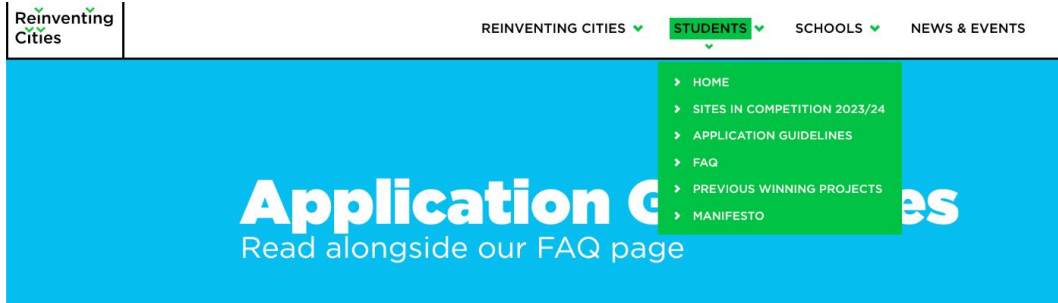 Reinventing
Cities
REINVENTING CITIES
STUDENTS
SCHOOLS
NEWS & EVENTS
HOME
SITES IN COMPETITION 2023/24
APPLICATION GUIDELINES
FAQ
PREVIOUS WINNING PROJECTS
MANIFESTO
Application G es
Read alongside our FAQ page